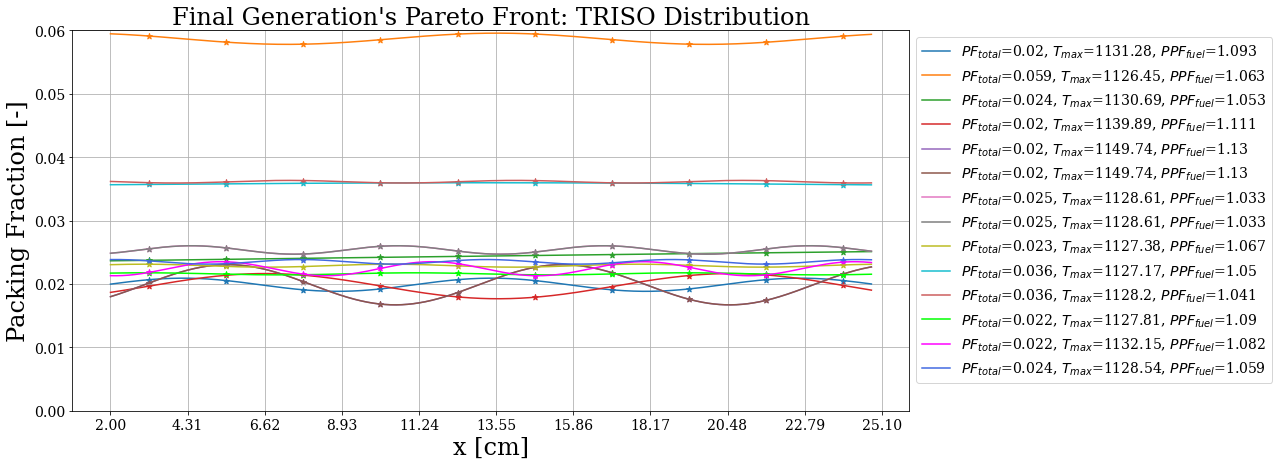 Final Generation's Pareto Front: TRISO Distribution
Packing Fraction [-]
0.06
0.05
0.04
0.03
0.02
0.01
0.00
2.00 4.31 6.62 8.93 11.24 13.55 15.86 18.17 20.48 22.79 25.10
x [cm]
PF_total=0.02, T_max=1131.28, PPF_fuel=1.093
PF_total=0.059, T_max=1126.45, PPF_fuel=1.063
PF_total=0.024, T_max=1130.69, PPF_fuel=1.053
PF_total=0.02, T_max=1139.89, PPF_fuel=1.111
PF_total=0.02, T_max=1149.74, PPF_fuel=1.13
PF_total=0.02, T_max=1149.74, PPF_fuel=1.13
PF_total=0.025, T_max=1128.61, PPF_fuel=1.033
PF_total=0.025, T_max=1128.61, PPF_fuel=1.033
PF_total=0.023, T_max=1127.38, PPF_fuel=1.067
PF_total=0.036, T_max=1127.17, PPF_fuel=1.05
PF_total=0.036, T_max=1128.2, PPF_fuel=1.041
PF_total=0.022, T_max=1127.81, PPF_fuel=1.09
PF_total=0.022, T_max=1132.15, PPF_fuel=1.082
PF_total=0.024, T_max=1128.54, PPF_fuel=1.059